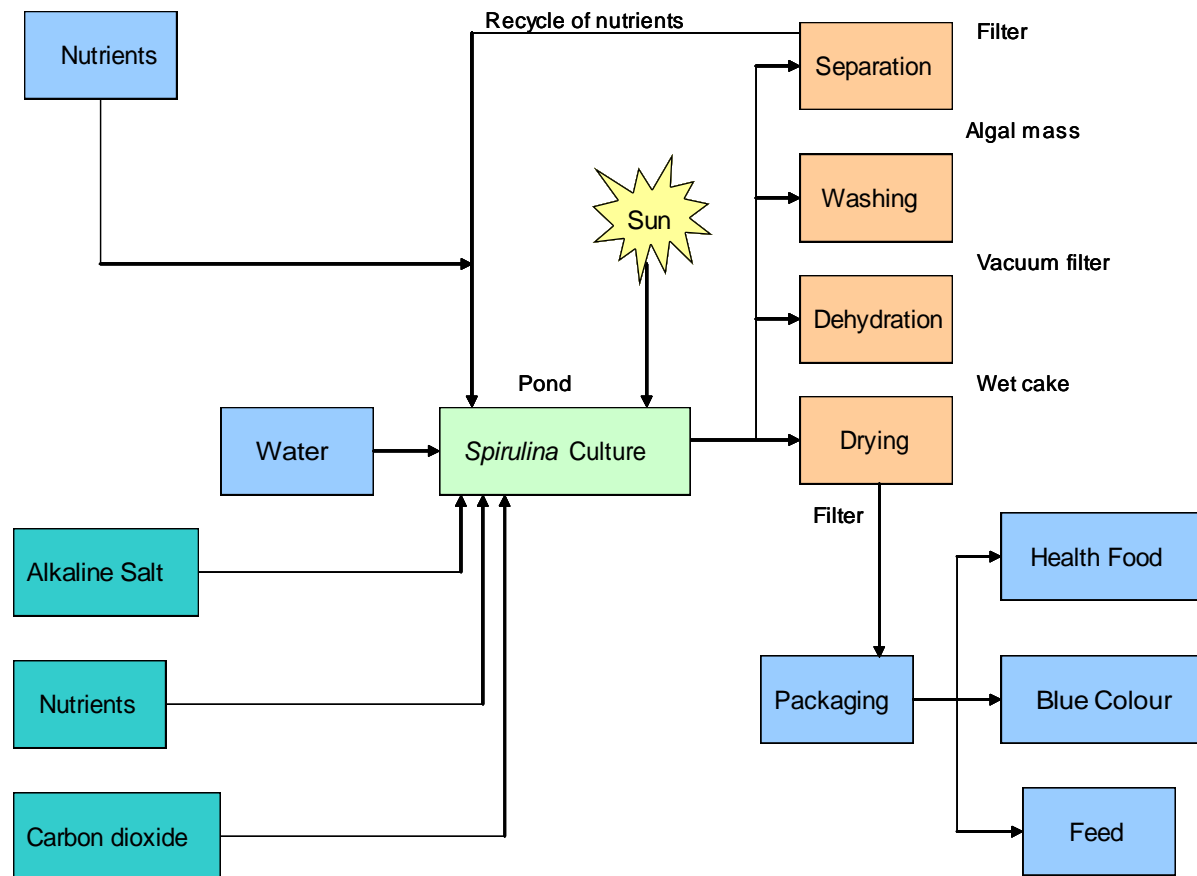 Recycle of nutrients
Filter
Nutrients
Separation
Algal mass
Washing
Sun
Vacuum filter
Dehydration
Pond
Wet cake
Water
Spirulina Culture
Drying
Filter
Alkaline Salt
Health Food
Nutrients
Packaging
Blue Colour
Carbon dioxide
Feed